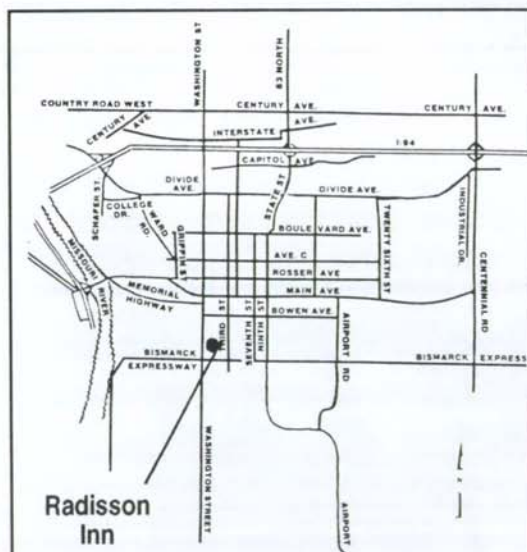 WASHINGTON ST
83 NORTH
COUNTRY ROAD WEST
CENTURY AVE.
CENTURY AVE.
CENTURY AVE
INTERSTATE AVE.
I-94
CAPITOL AVE
DIVIDE AVE.
DIVIDE AVE.
STATE ST
SCHAFER ST
COLLEGE DR.
WARD RD.
GRIFFIN ST
BOULEVARD AVE.
TWENTY SIXTH ST
INDUSTRIAL DR.
AVE. C
ROSSER AVE
MAIN AVE
MISSOURI RIVER
MEMORIAL HIGHWAY
BOWEN AVE.
THIRD ST
SEVENTH ST
NINTH ST
AIRPORT RD
CENTENNIAL RD
BISMARCK EXPRESSWAY
BISMARCK EXPRESS
WASHINGTON STREET
AIRPORT
Radisson
Inn